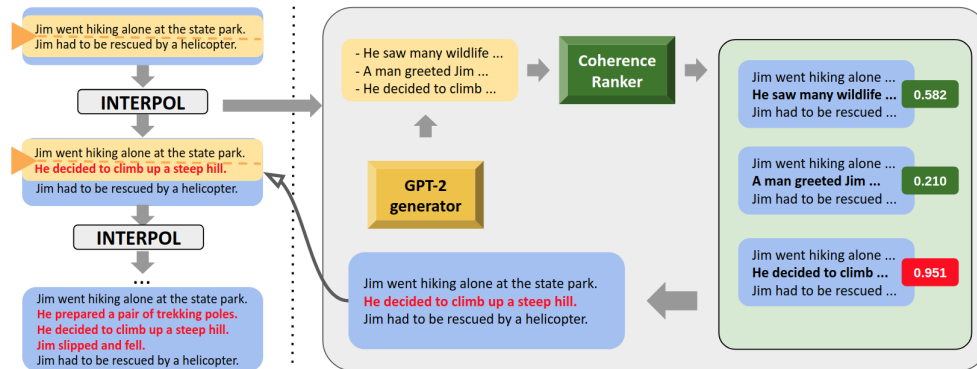 Jim went hiking alone at the state park.
Jim had to be rescued by a helicopter.
INTERPOL
Jim went hiking alone at the state park.
He decided to climb up a steep hill.
Jim had to be rescued by a helicopter.
INTERPOL
...
Jim went hiking alone at the state park.
He prepared a pair of trekking poles.
He decided to climb up a steep hill.
Jim slipped and fell.
Jim had to be rescued by a helicopter.
- He saw many wildlife ...
- A man greeted Jim ...
- He decided to climb ...
GPT-2
generator
Coherence
Ranker
Jim went hiking alone ...
He saw many wildlife ...
Jim had to be rescued ...
0.582
Jim went hiking alone ...
A man greeted Jim ...
Jim had to be rescued ...
0.210
Jim went hiking alone ...
He decided to climb ...
Jim had to be rescued ...
0.951
Jim went hiking alone at the state park.
He decided to climb up a steep hill.
Jim had to be rescued by a helicopter.